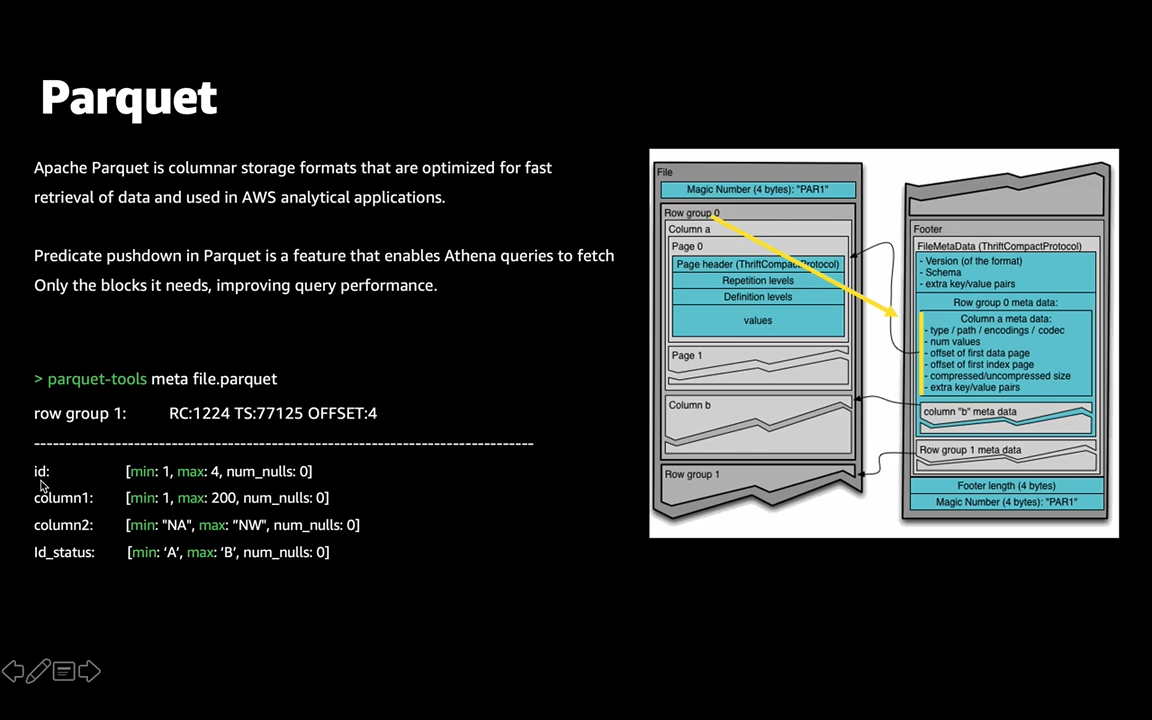 Parquet
Apache Parquet is columnar storage formats that are optimized for fast
retrieval of data and used in AWS analytical applications.
Predicate pushdown in Parquet is a feature that enables Athena queries to fetch
Only the blocks it needs, improving query performance.
> parquet-tools meta file.parquet
row group 1: RC:1224 TS:77125 OFFSET:4
--------------------------------------------------------------------------------
id: [min: 1, max: 4, num_nulls: 0]
column1: [min: 1, max: 200, num_nulls: 0]
column2: [min: "NA", max: ”NW", num_nulls: 0]
Id_status: [min: ‘A’, max: ‘B’, num_nulls: 0]
File
Magic Number (4 bytes): "PAR1"
Row group 0
Column a
Page 0
Page header (ThriftCompactProtocol)
Repetition levels
Definition levels
values
Page 1
Column b
Row group 1
Footer
FileMetaData (ThriftCompactProtocol)
- Version (of the format)
- Schema
- extra key/value pairs
Row group 0 meta data:
Column a meta data:
- type / path / encodings / codec
- num values
- offset of first data page
- offset of first index page
- compressed/uncompressed size
- extra key/value pairs
column "b" meta data
Row group 1 meta data
Footer length (4 bytes)
Magic Number (4 bytes): "PAR1"